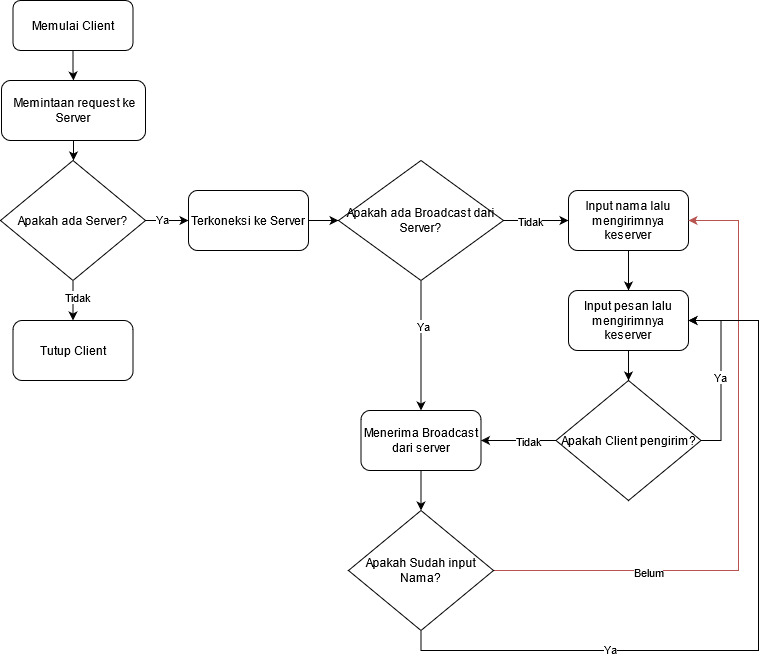 Memulai Client
Memintaan request ke
Server
Apakah ada Server?
Ya
Terkoneksi ke Server
Apakah ada Broadcast dari
Server?
Tidak
Input nama lalu
mengirimnya
keserver
Tidak
Tutup Client
Input pesan lalu
mengirimnya
keserver
Ya
Ya
Menerima Broadcast
dari server
Tidak
Apakah Client pengirim?
Apakah Sudah input
Nama?
Belum
Ya